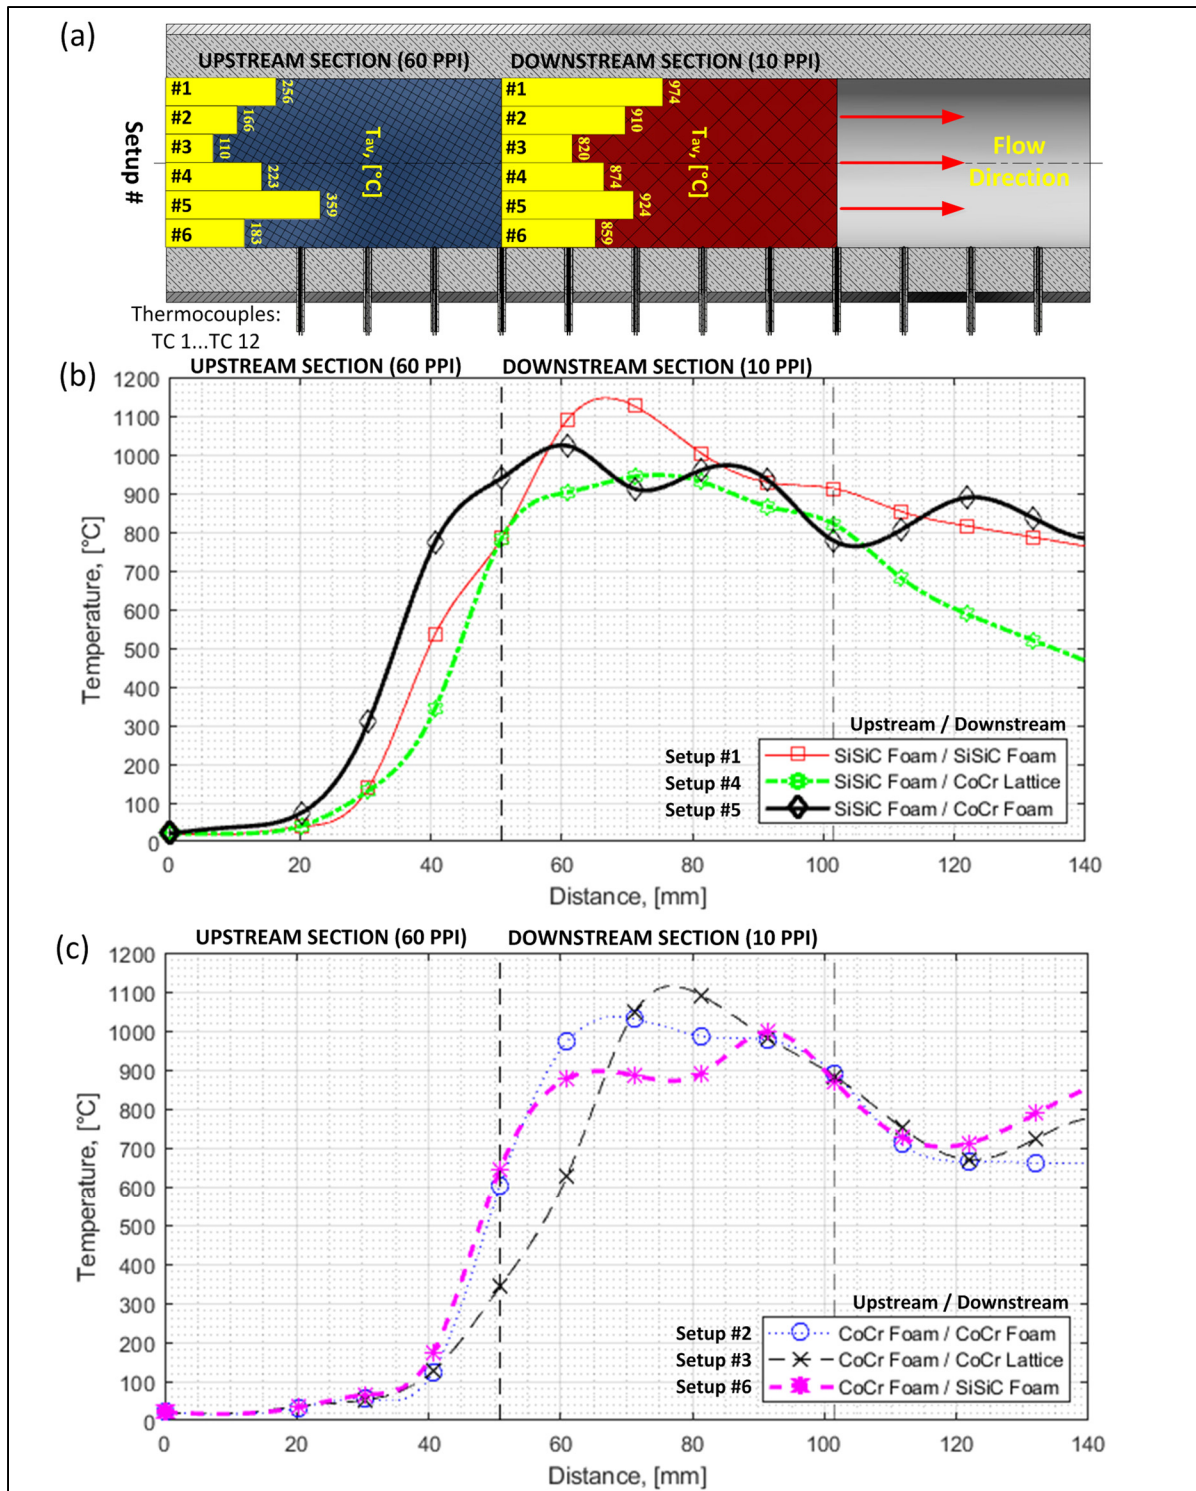 (a)
UPSTREAM SECTION (60 PPI) DOWNSTREAM SECTION (10 PPI)
Setup #
#1 256
#2 166
#3 110
#4 223
#5 359
#6 183
Tav, [°C]
#1 974
#2 910
#3 820
#4 874
#5 924
#6 859
Tav, [°C]
Flow
Direction
Thermocouples:
TC 1...TC 12
(b)
UPSTREAM SECTION (60 PPI) DOWNSTREAM SECTION (10 PPI)
Temperature, [°C]
1200
1100
1000
900
800
700
600
500
400
300
200
100
0
Upstream / Downstream
Setup #1 SiSiC Foam / SiSiC Foam
Setup #4 SiSiC Foam / CoCr Lattice
Setup #5 SiSiC Foam / CoCr Foam
0 20 40 60 80 100 120 140
Distance, [mm]
(c)
UPSTREAM SECTION (60 PPI) DOWNSTREAM SECTION (10 PPI)
Temperature, [°C]
1200
1100
1000
900
800
700
600
500
400
300
200
100
0
Upstream / Downstream
Setup #2 CoCr Foam / CoCr Foam
Setup #3 CoCr Foam / CoCr Lattice
Setup #6 CoCr Foam / SiSiC Foam
0 20 40 60 80 100 120 140
Distance, [mm]